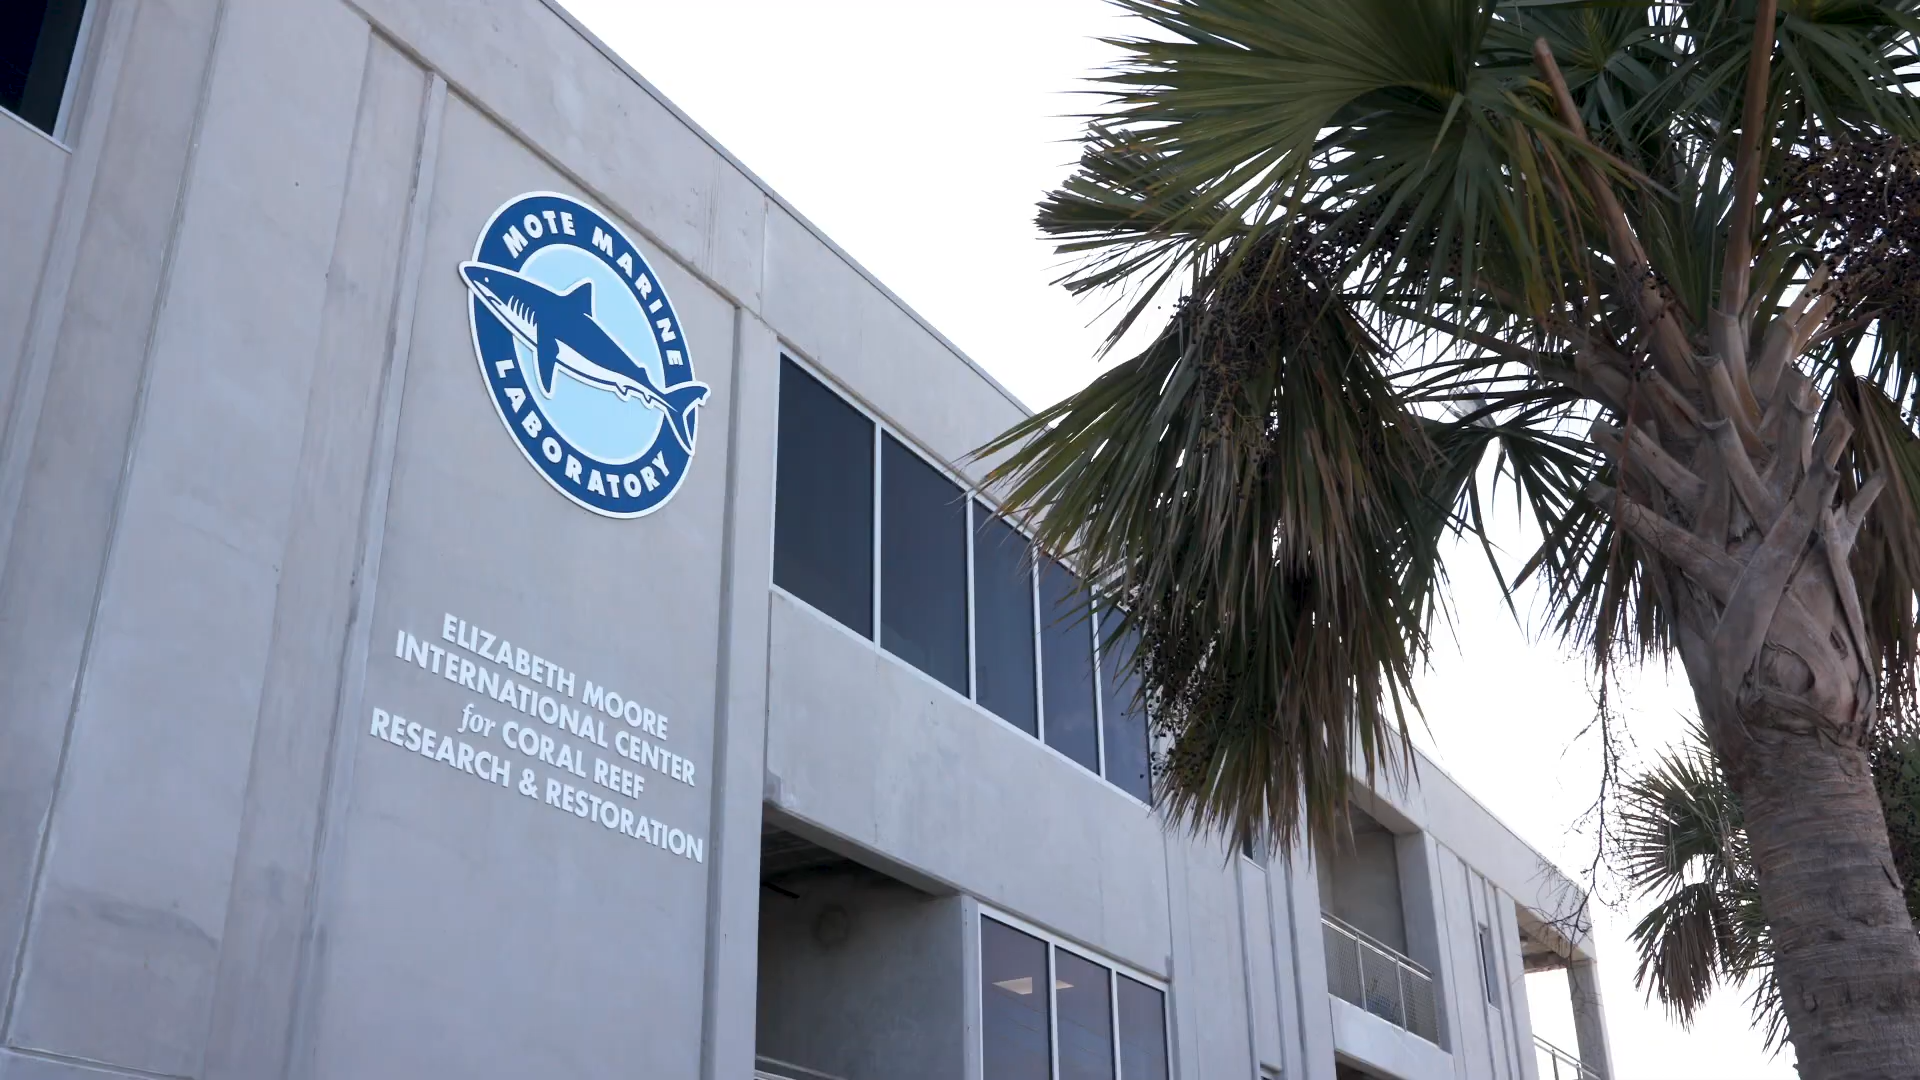 MOTE MARINE
LABORATORY
ELIZABETH MOORE
INTERNATIONAL CENTER
for CORAL REEF
RESEARCH & RESTORATION